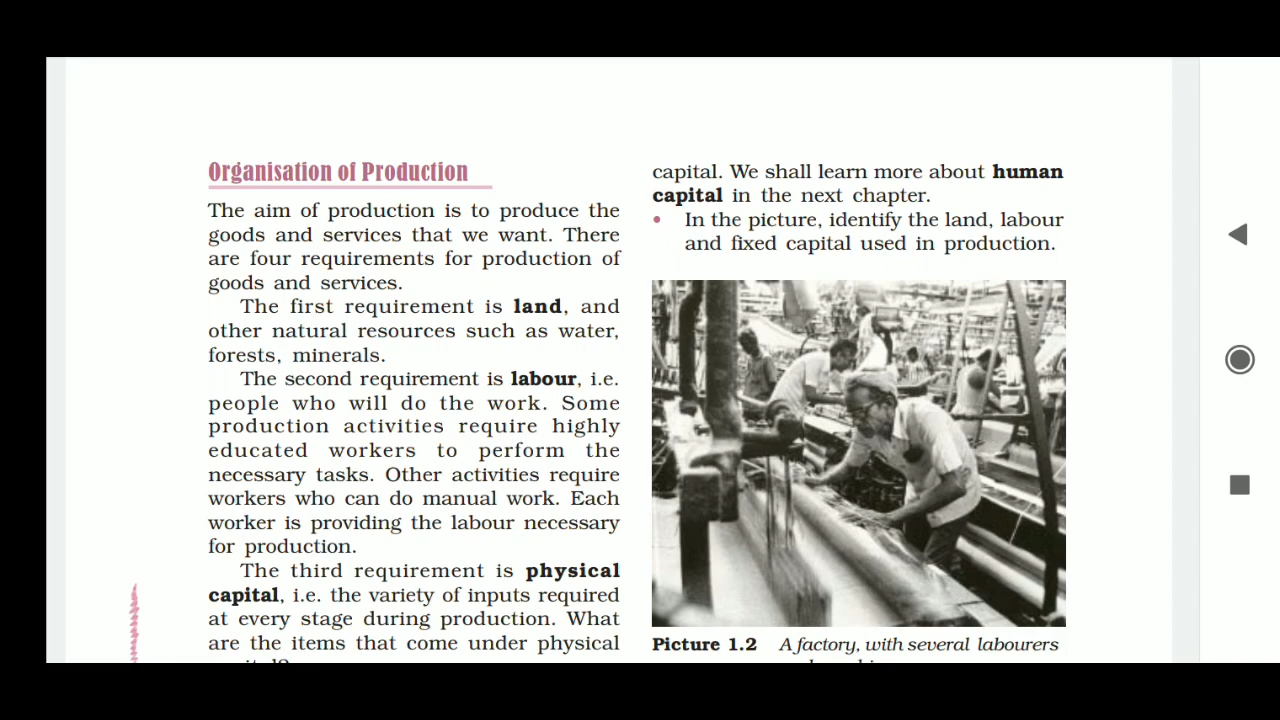 Organisation of Production
The aim of production is to produce the
goods and services that we want. There
are four requirements for production of
goods and services.
The first requirement is land, and
other natural resources such as water,
forests, minerals.
The second requirement is labour, i.e.
people who will do the work. Some
production activities require highly
educated workers to perform the
necessary tasks. Other activities require
workers who can do manual work. Each
worker is providing the labour necessary
for production.
The third requirement is physical
capital, i.e. the variety of inputs required
at every stage during production. What
are the items that come under physical
capital. We shall learn more about human
capital in the next chapter.
• In the picture, identify the land, labour
and fixed capital used in production.
Picture 1.2 A factory, with several labourers